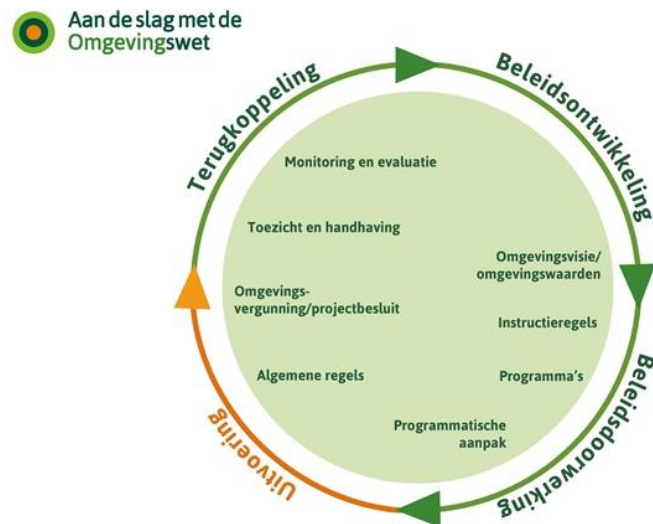 Aan de slag met de
Omgevingswet
Terugkoppeling
Beleidsontwikkeling
Monitoring en evaluatie
Toezicht en handhaving
Omgevingsvisie/
omgevingswaarden
Omgevings-
vergunning/projectbesluit
Instructieregels
Algemene regels
Programma's
Programmatische
aanpak
Uitvoering
Beleidsdoorwerking